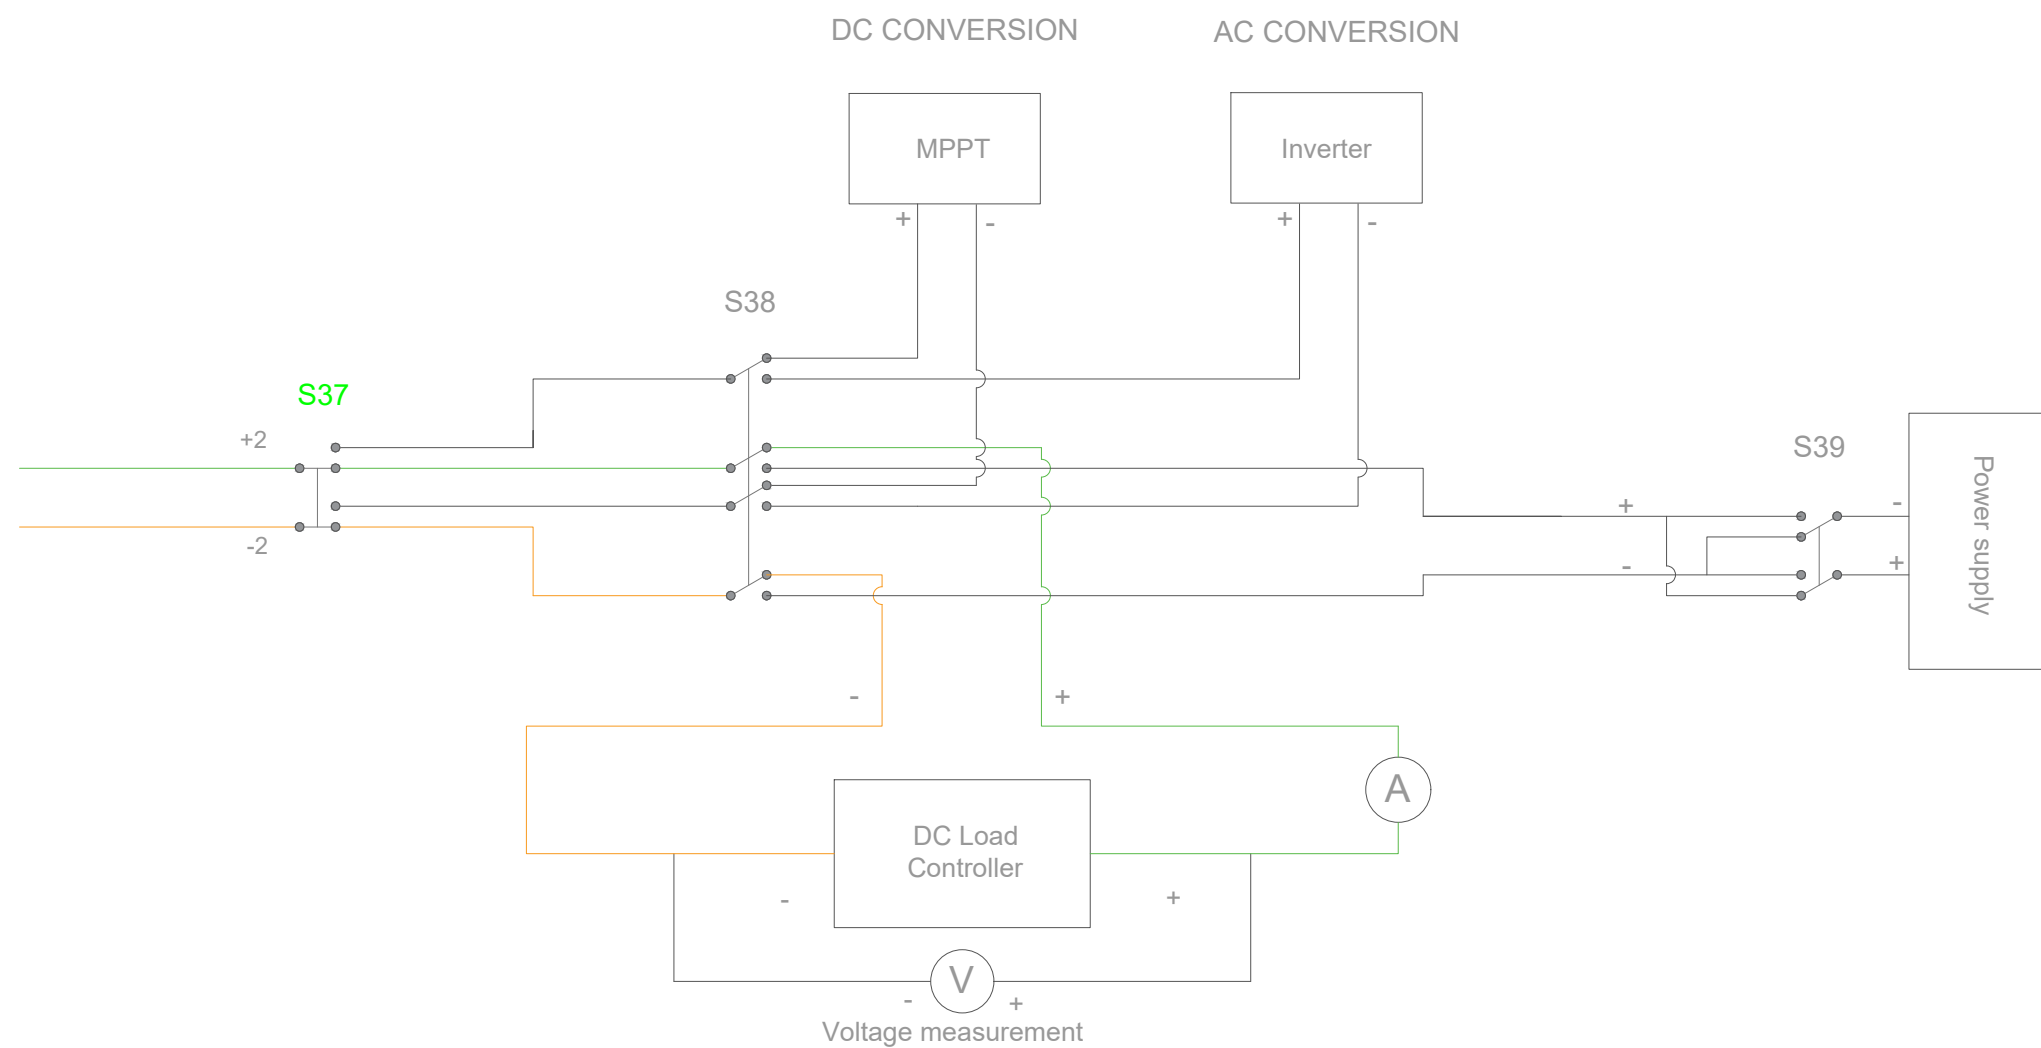 DC CONVERSION
AC CONVERSION
MPPT
Inverter
+
-
+
-
S38
S37
+2
-2
S39
+
-
-
+
Power supply
-
+
A
DC Load
Controller
-
+
V
-
+
Voltage measurement